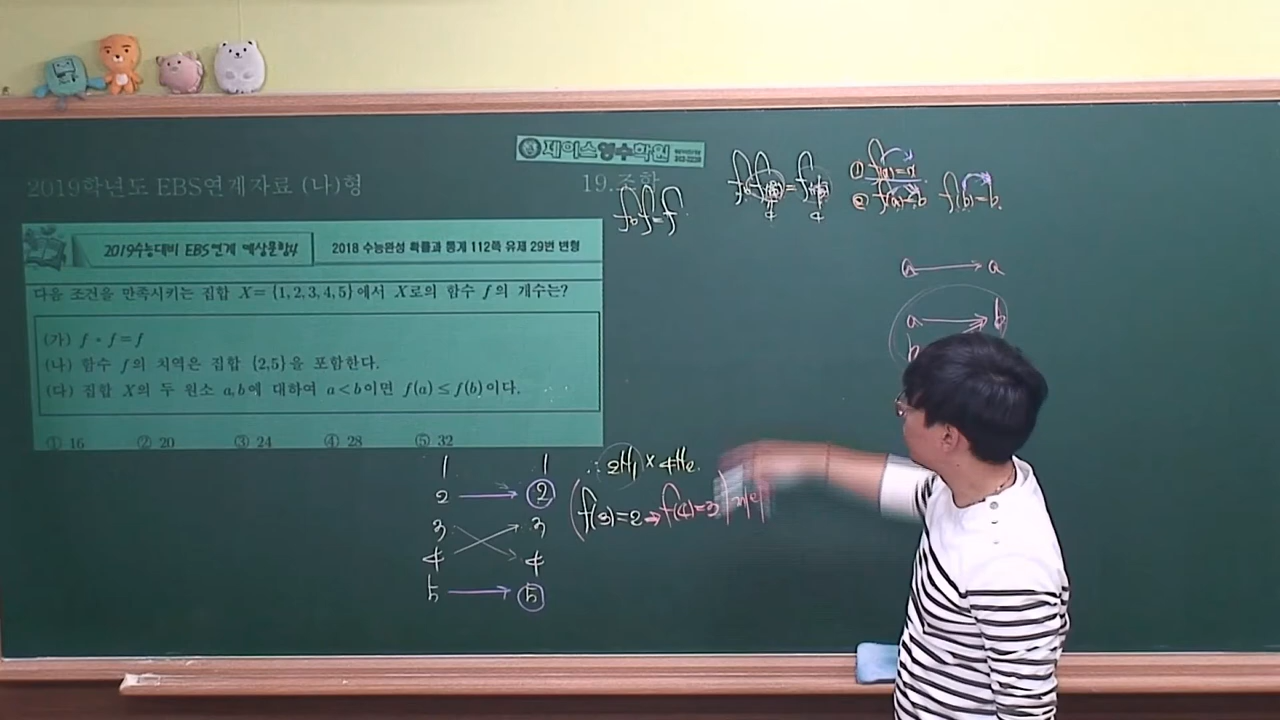 제이스영수학원
2019학년도 EBS연계자료 (나)형
19.조합
2019수능대비 EBS연계 예상문항4
2018 수능완성 확률과 통계 112쪽 유제 29번 변형
다음 조건을 만족시키는 집합 X={1,2,3,4,5}에서 X로의 함수 f의 개수는?
(가) f∘f=f
(나) 함수 f의 치역은 집합 {2,5}를 포함한다.
(다) 집합 X의 두 원소 a,b에 대하여 a<b이면 f(a)≤f(b)이다.
① 16 ② 20 ③ 24 ④ 28 ⑤ 32
f∘f=f
① f(a)=a
② f(a)=b f(b)=b.
a → a
a → b
b
1 1
2 → 2
3 3
4 4
5 → 5
∴ 2H1 × 4H2
(f(3)=2 → f(4)=3